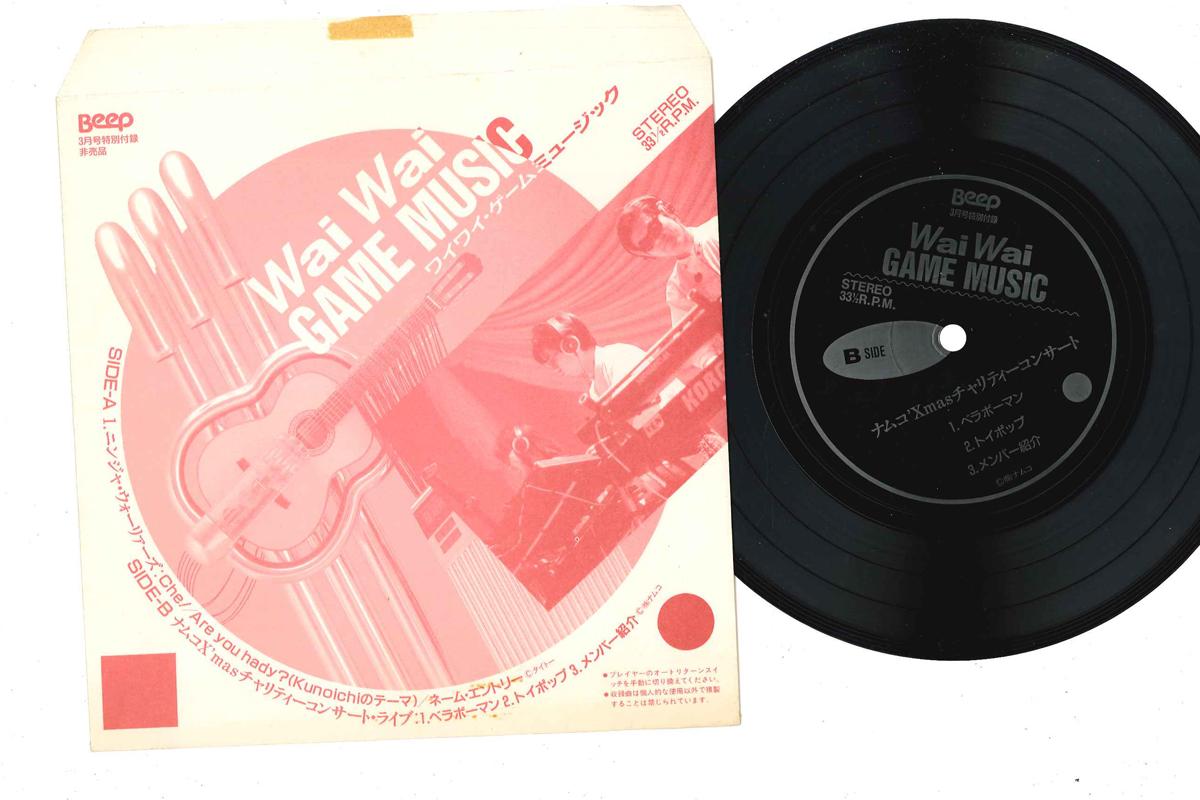 Beep
3月号特別付録
非売品
Wai Wai
GAME MUSIC
ワイワイ・ゲームミュージック
STEREO
33⅓R.P.M.
KORG
SIDE-A 1.ニンジャ・ウォーリアーズ:Che!/Are you hady?(Kunoichiのテーマ)/ネーム・エントリー ©タイトー
SIDE-B ナムコX'masチャリティーコンサート・ライブ:1.ベラボーマン 2.トイポップ 3.メンバー紹介 ©㈱ナムコ
●プレイヤーのオートリターンスイ
ッチを手動に切り換えてください。
●収録曲は個人的な使用以外で複製
することは禁じられています。
Beep
3月号特別付録
Wai Wai
GAME MUSIC
STEREO
33⅓R.P.M.
B SIDE
ナムコ'Xmasチャリティーコンサート
1.ベラボーマン
2.トイポップ
3.メンバー紹介
©㈱ナムコ